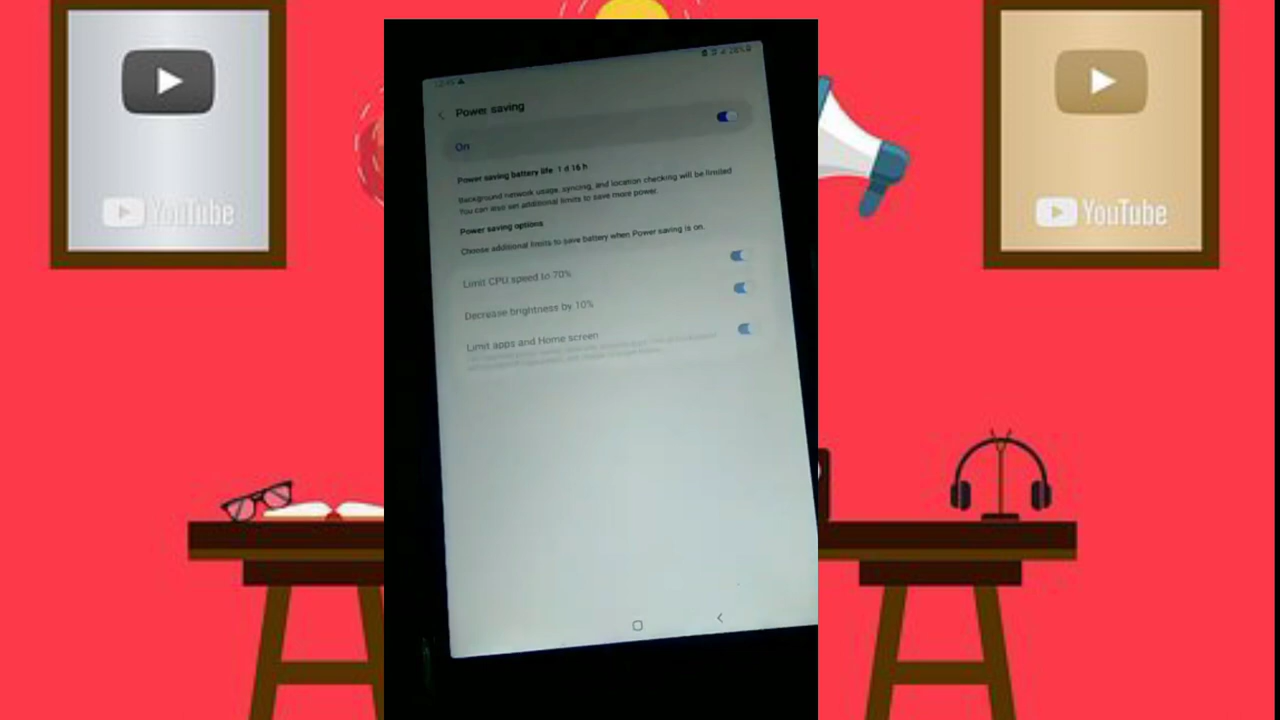 YouTube
YouTube
Power saving
On
Power saving battery life 1 d 16 h
Background network usage, syncing, and location checking will be limited
You can also set additional limits to save more power.
Power saving options
Choose additional limits to save battery when Power saving is on.
Limit CPU speed to 70%
Decrease brightness by 10%
Limit apps and Home screen